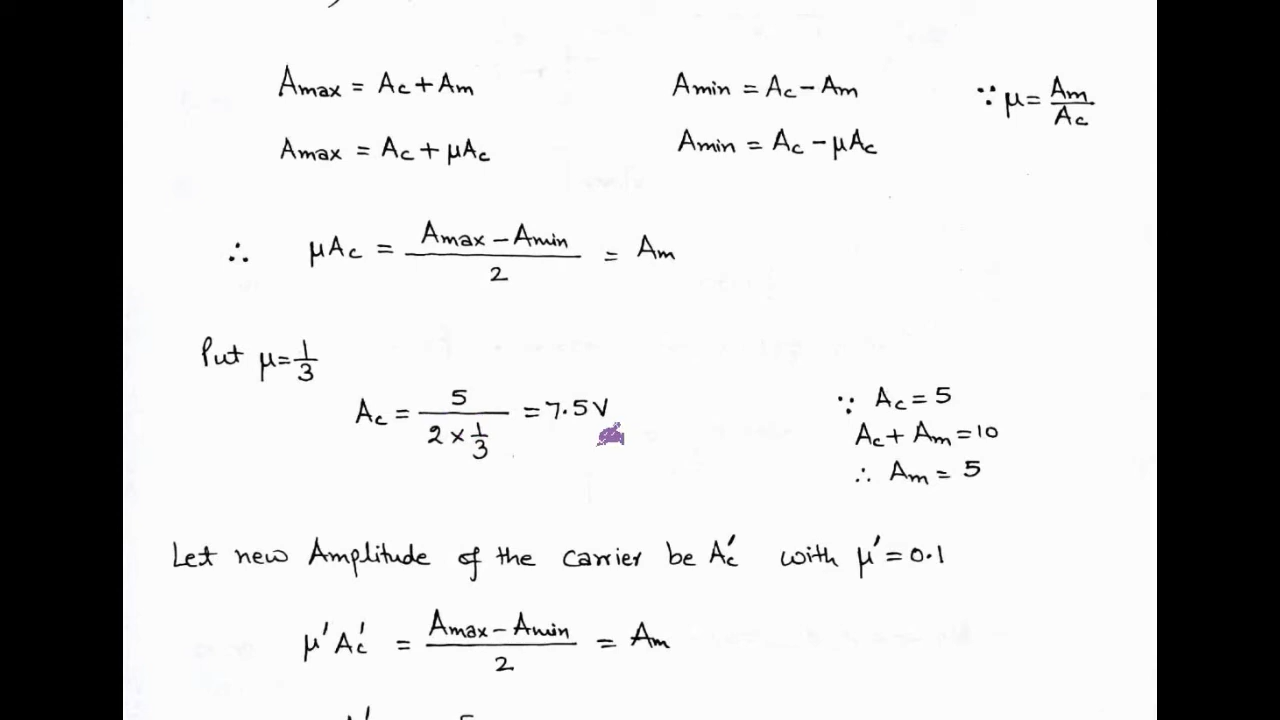 Amax = Ac + Am    Amin = Ac − Am    ∵ μ = Am/Ac
Amax = Ac + μAc    Amin = Ac − μAc
∴ μAc = (Amax − Amin)/2 = Am
Put μ = 1/3
Ac = 5/(2 × 1/3) = 7.5V
∵ Ac = 5
Ac + Am = 10
∴ Am = 5
Let new Amplitude of the carrier be Ac′ with μ′ = 0.1
μ′Ac′ = (Amax − Amin)/2 = Am